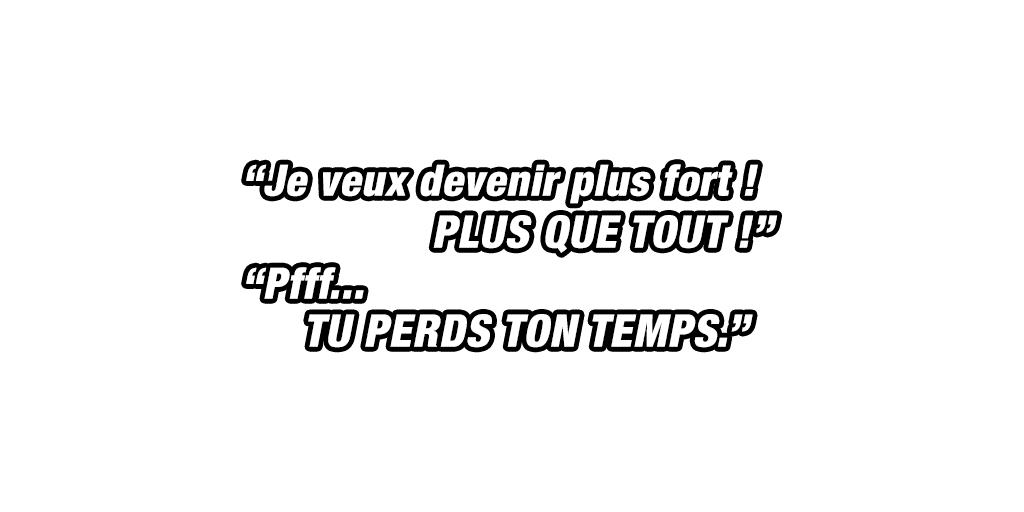 “Je veux devenir plus fort !
PLUS QUE TOUT !”
“Pfff...
TU PERDS TON TEMPS.”